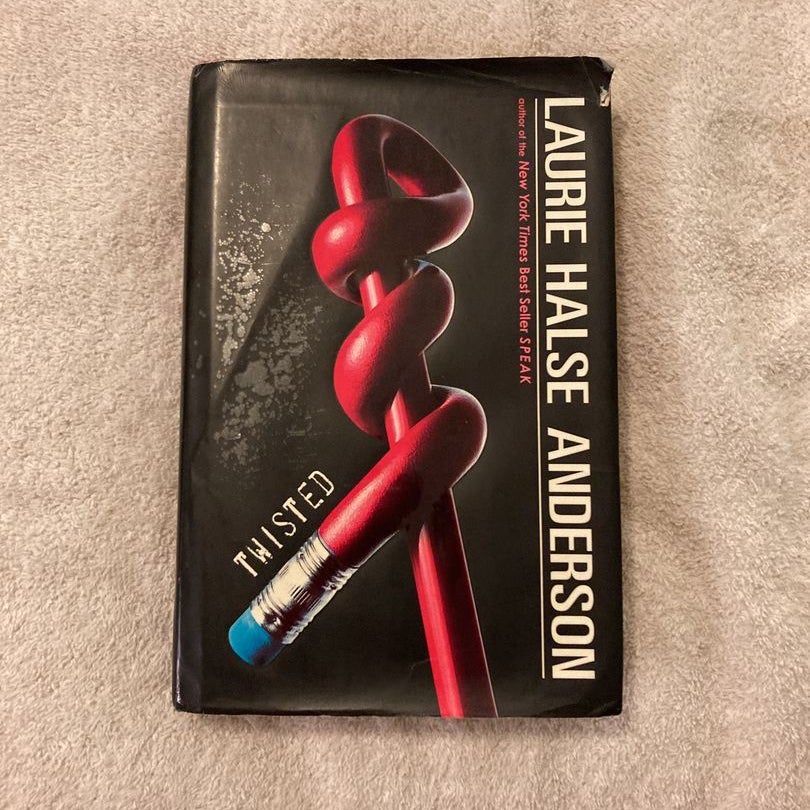 LAURIE HALSE ANDERSON
author of the New York Times Best Seller SPEAK
TWISTED